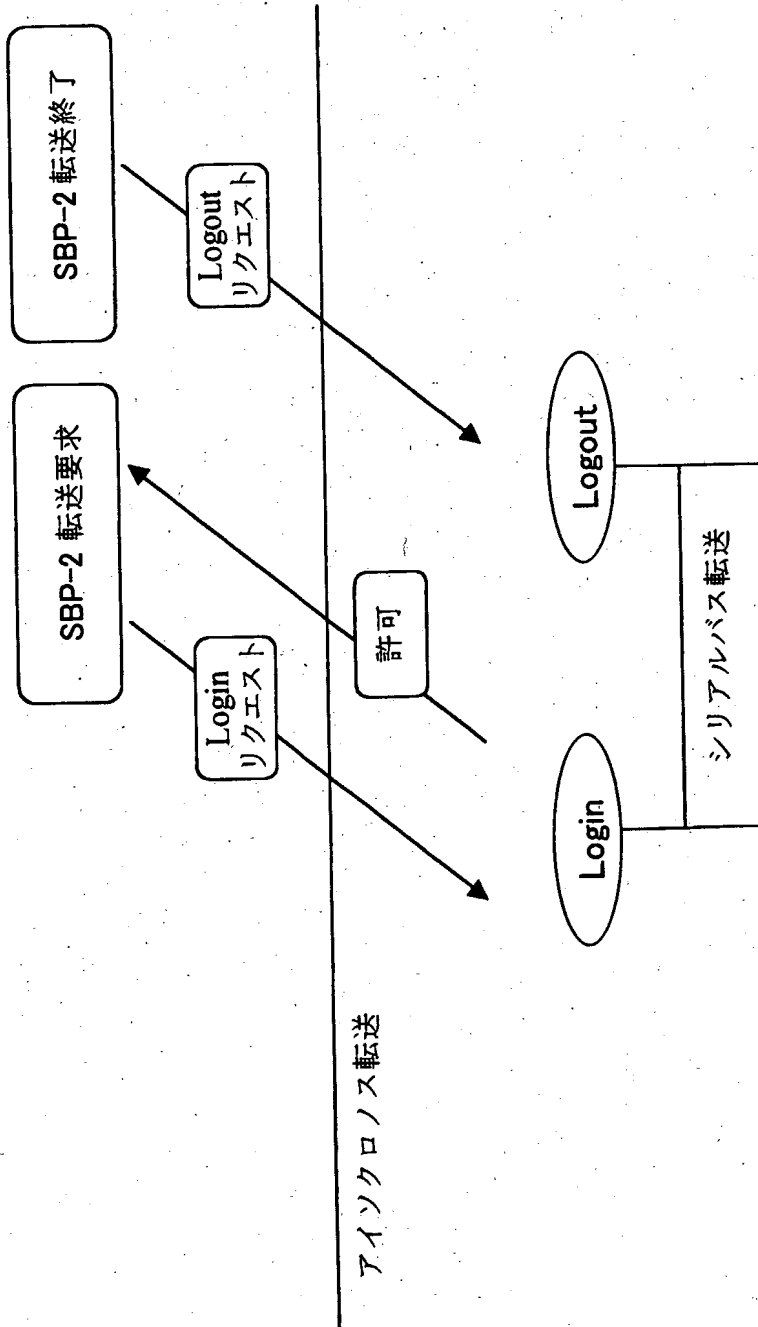 SBP-2 転送要求
SBP-2 転送終了
Login
リクエスト
Logout
リクエスト
許可
アイソクロノス転送
Login
Logout
シリアルバス転送